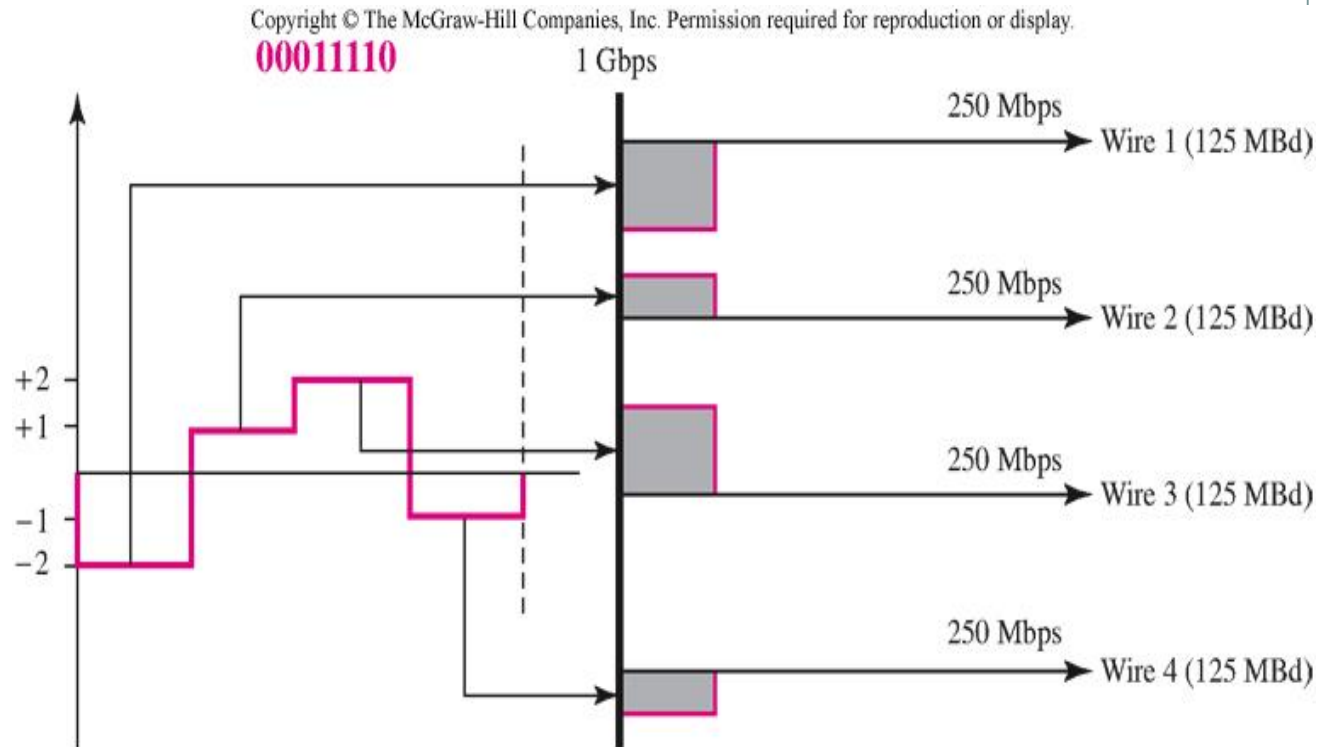 Copyright © The McGraw-Hill Companies, Inc. Permission required for reproduction or display.
00011110
1 Gbps
250 Mbps
Wire 1 (125 MBd)
250 Mbps
Wire 2 (125 MBd)
+2
+1
250 Mbps
Wire 3 (125 MBd)
−1
−2
250 Mbps
Wire 4 (125 MBd)